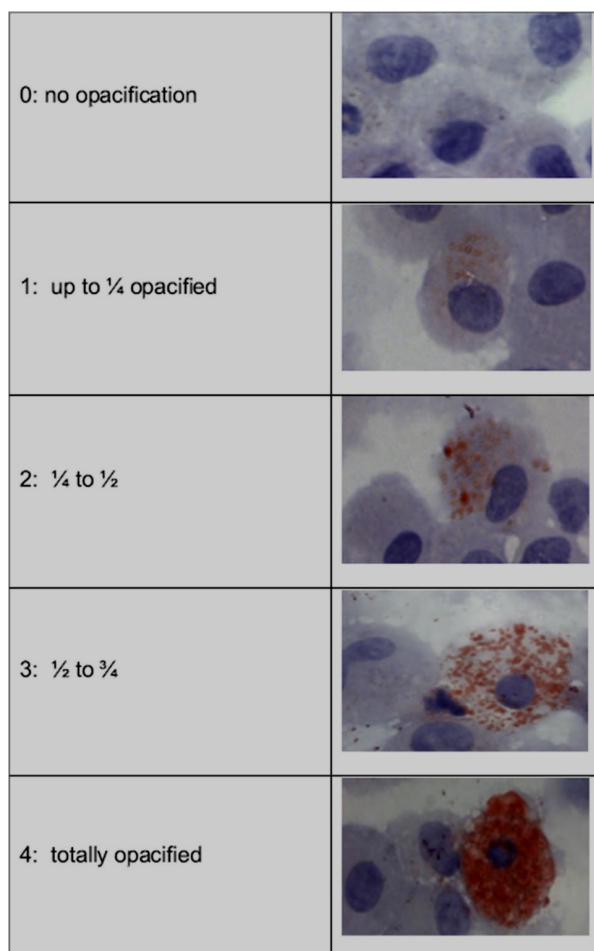 0: no opacification
1:  up to ¼ opacified
2:  ¼ to ½
3:  ½ to ¾
4:  totally opacified